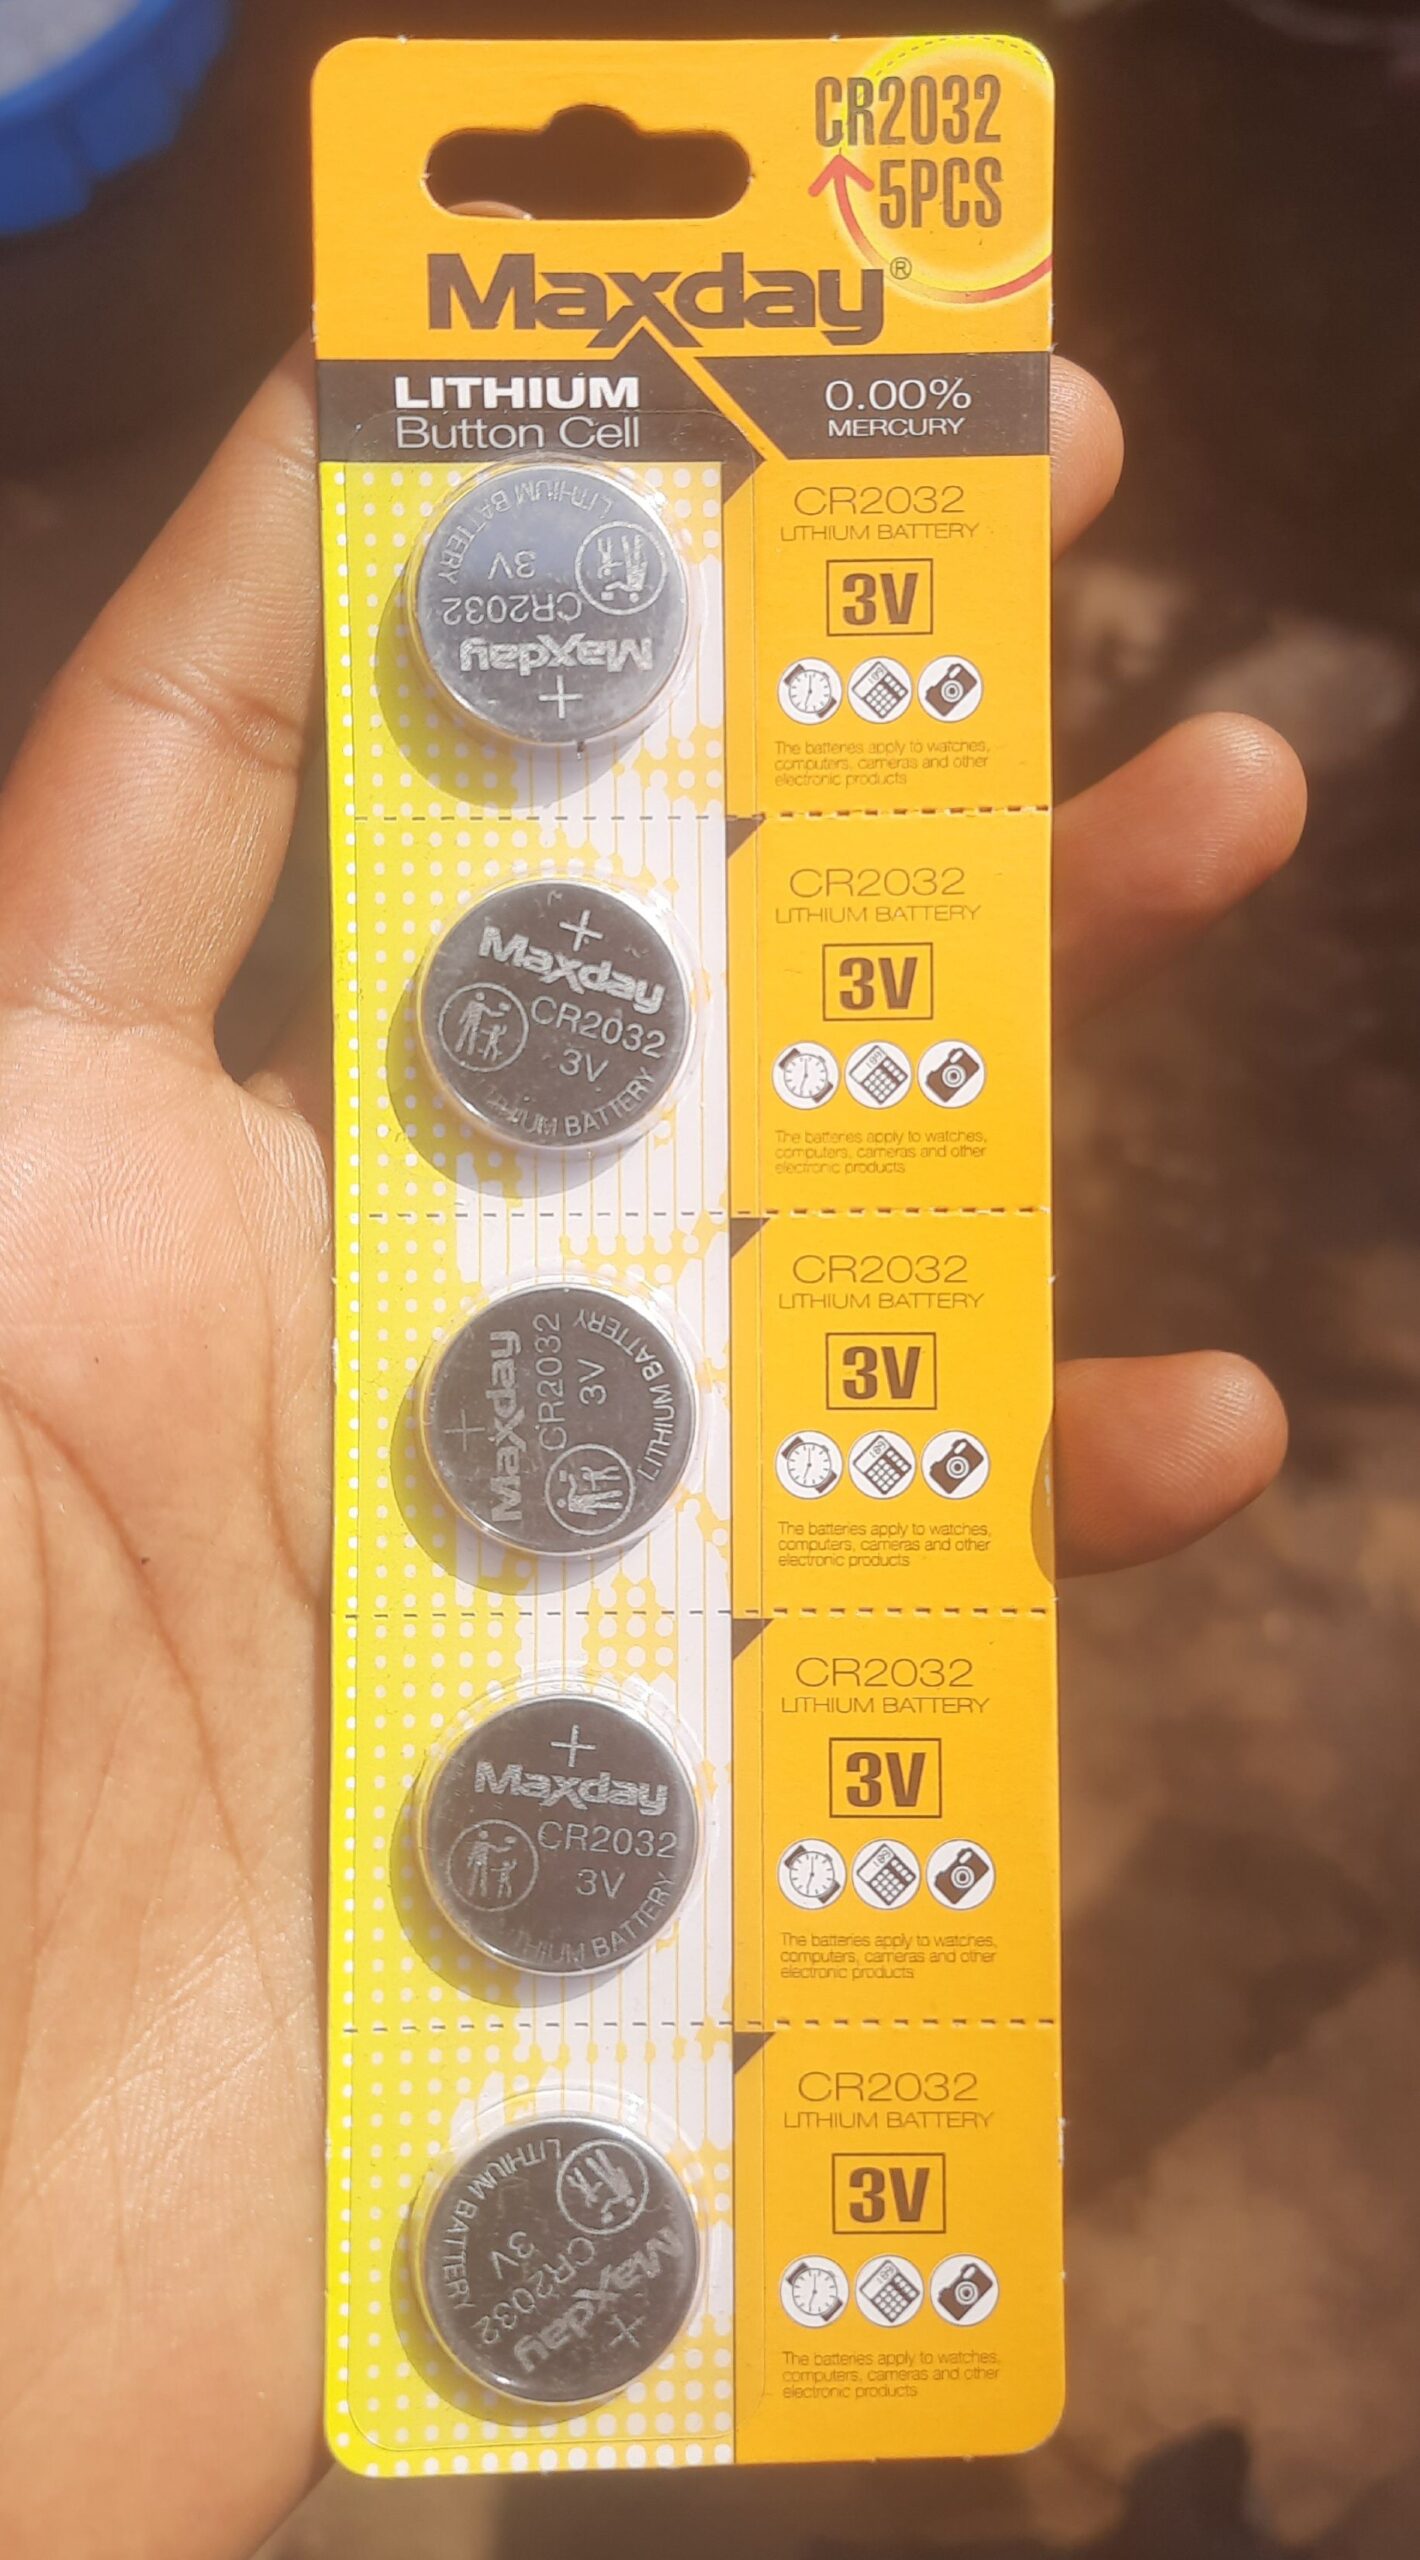 CR2032
5PCS
Maxday®
LITHIUM
Button Cell
0.00%
MERCURY
LITHIUM BATTERY
3V
CR2032
Maxday
+
CR2032
LITHIUM BATTERY
3V
The batteries apply to watches,
computers, cameras and other
electronic products
+
Maxday
CR2032
3V
LITHIUM BATTERY
CR2032
LITHIUM BATTERY
3V
The batteries apply to watches,
computers, cameras and other
electronic products
+
Maxday
CR2032
3V
LITHIUM BATTERY
CR2032
LITHIUM BATTERY
3V
The batteries apply to watches,
computers, cameras and other
electronic products
+
Maxday
CR2032
3V
LITHIUM BATTERY
CR2032
LITHIUM BATTERY
3V
The batteries apply to watches,
computers, cameras and other
electronic products
LITHIUM BATTERY
3V
CR2032
Maxday
+
CR2032
LITHIUM BATTERY
3V
The batteries apply to watches,
computers, cameras and other
electronic products